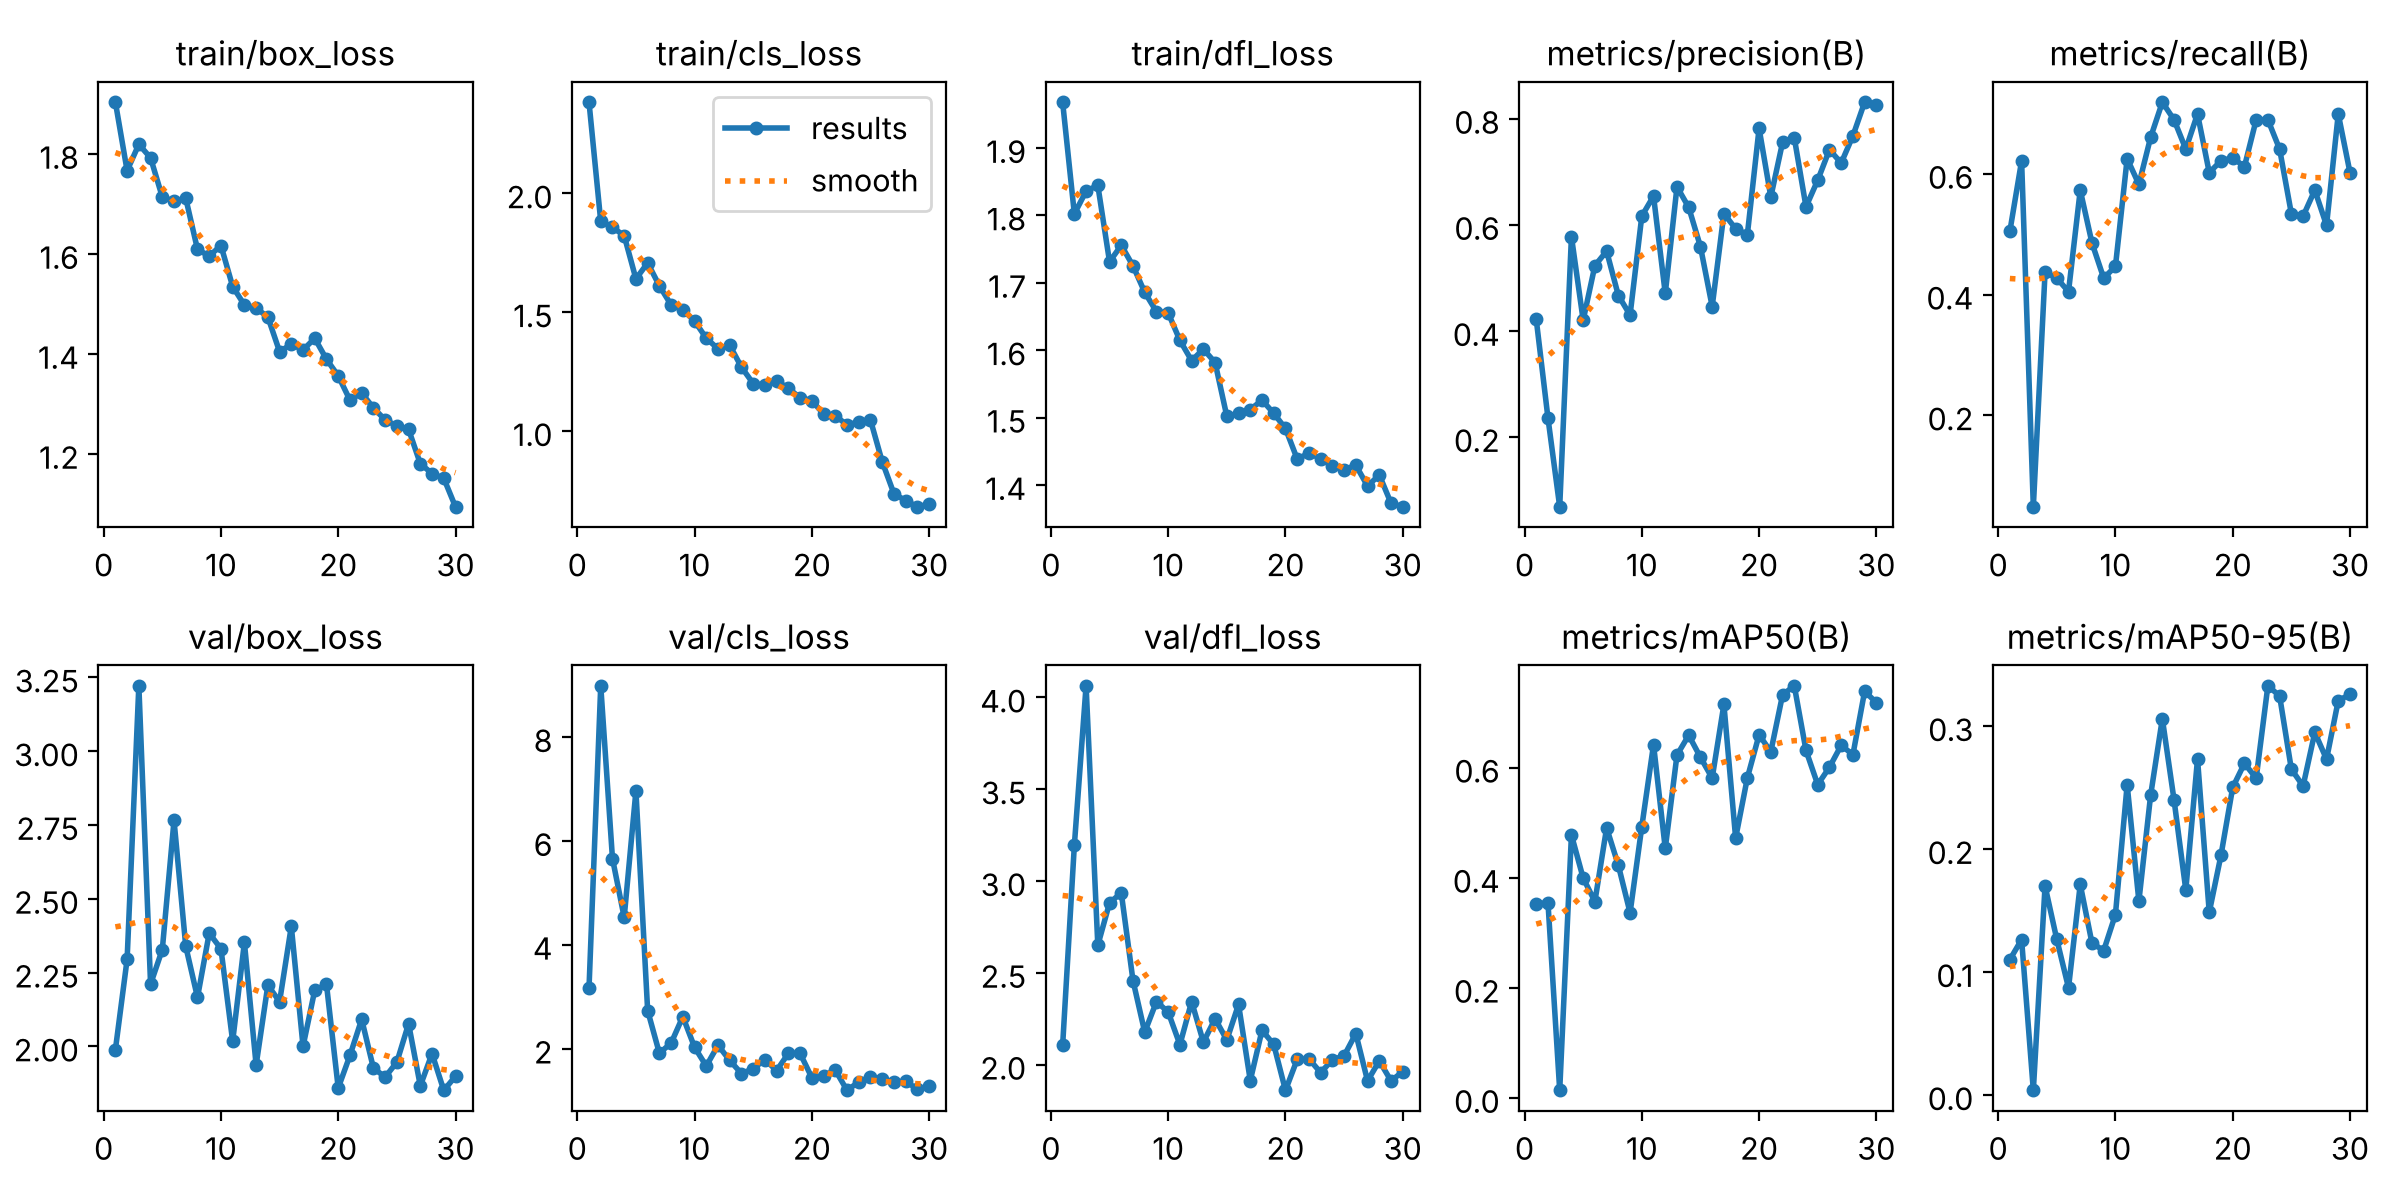 train/box_loss
train/cls_loss
train/dfl_loss
metrics/precision(B)
metrics/recall(B)
1.8
1.6
1.4
1.2
0 10 20 30
results
smooth
2.0
1.5
1.0
0 10 20 30
1.9
1.8
1.7
1.6
1.5
1.4
0 10 20 30
0.8
0.6
0.4
0.2
0 10 20 30
0.6
0.4
0.2
0 10 20 30
val/box_loss
val/cls_loss
val/dfl_loss
metrics/mAP50(B)
metrics/mAP50-95(B)
3.25
3.00
2.75
2.50
2.25
2.00
0 10 20 30
8
6
4
2
0 10 20 30
4.0
3.5
3.0
2.5
2.0
0 10 20 30
0.6
0.4
0.2
0.0
0 10 20 30
0.3
0.2
0.1
0.0
0 10 20 30